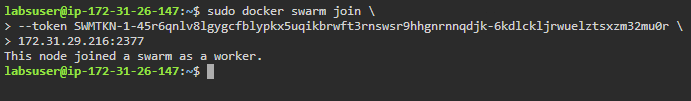 labsuser@ip-172-31-26-147:~$ sudo docker swarm join \
> --token SWMTKN-1-45r6qnlv8lgygcfblypkx5uqikbrwft3rnswsr9hhgnrnnqdjk-6kdlckljrwuelztsxzm32mu0r \
> 172.31.29.216:2377
This node joined a swarm as a worker.
labsuser@ip-172-31-26-147:~$